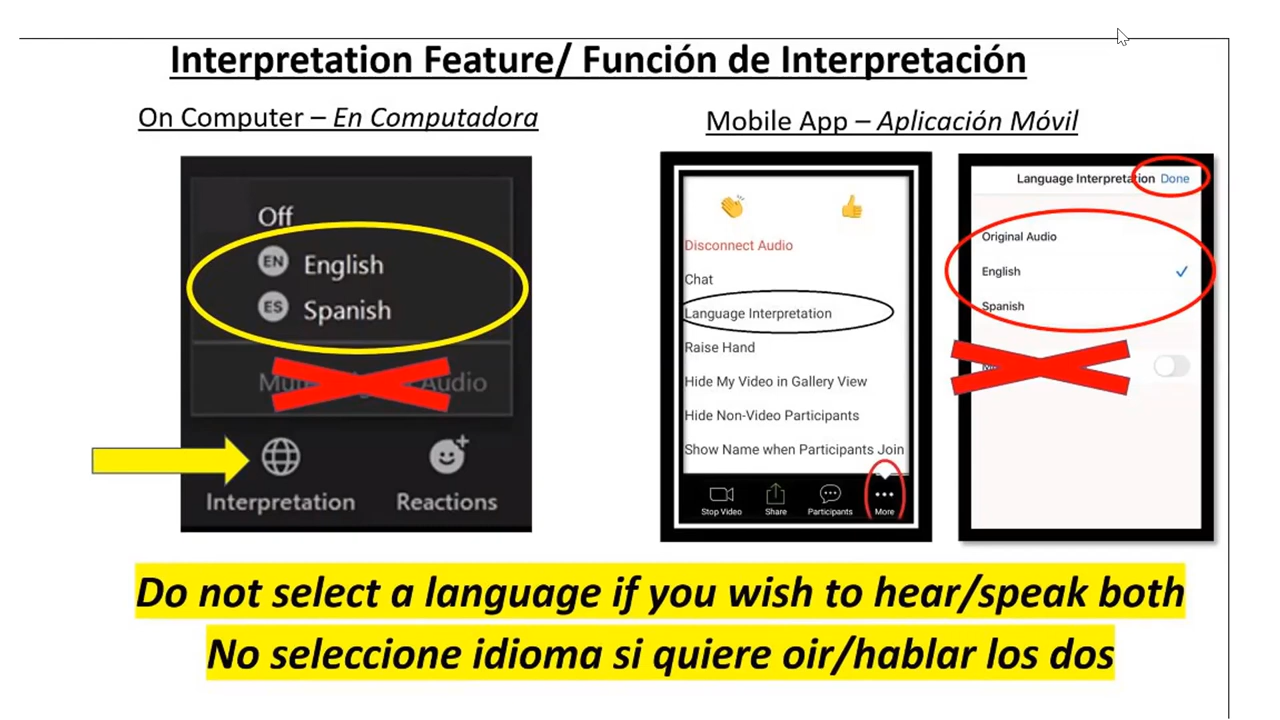 Interpretation Feature/ Función de Interpretación
On Computer – En Computadora
Off
EN English
ES Spanish
Audio
Interpretation
Reactions
Mobile App – Aplicación Móvil
Disconnect Audio
Chat
Language Interpretation
Raise Hand
Hide My Video in Gallery View
Hide Non-Video Participants
Show Name when Participants Join
Stop Video
Share
Participants
More
Language Interpretation Done
Original Audio
English
Spanish
Do not select a language if you wish to hear/speak both
No seleccione idioma si quiere oir/hablar los dos